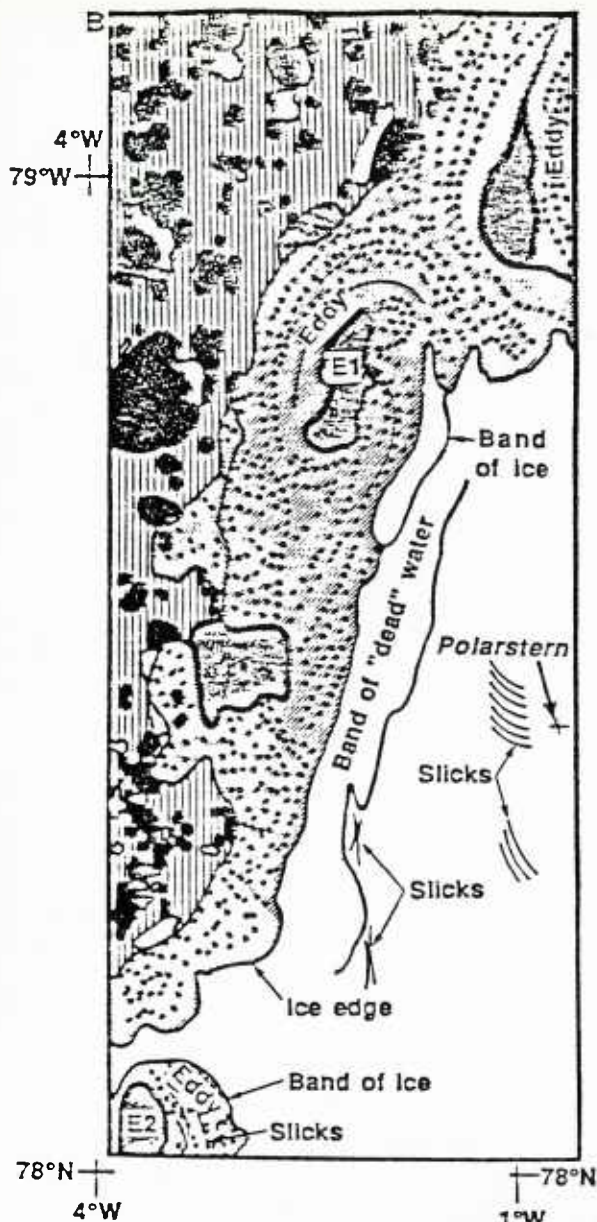 B
4°W
79°W
Eddy
Eddy
E1
Band
of ice
Band of "dead" water
Polarstern
Slicks
Slicks
Ice edge
Eddy
Band of ice
E2
Slicks
78°N
78°N
4°W
1°W